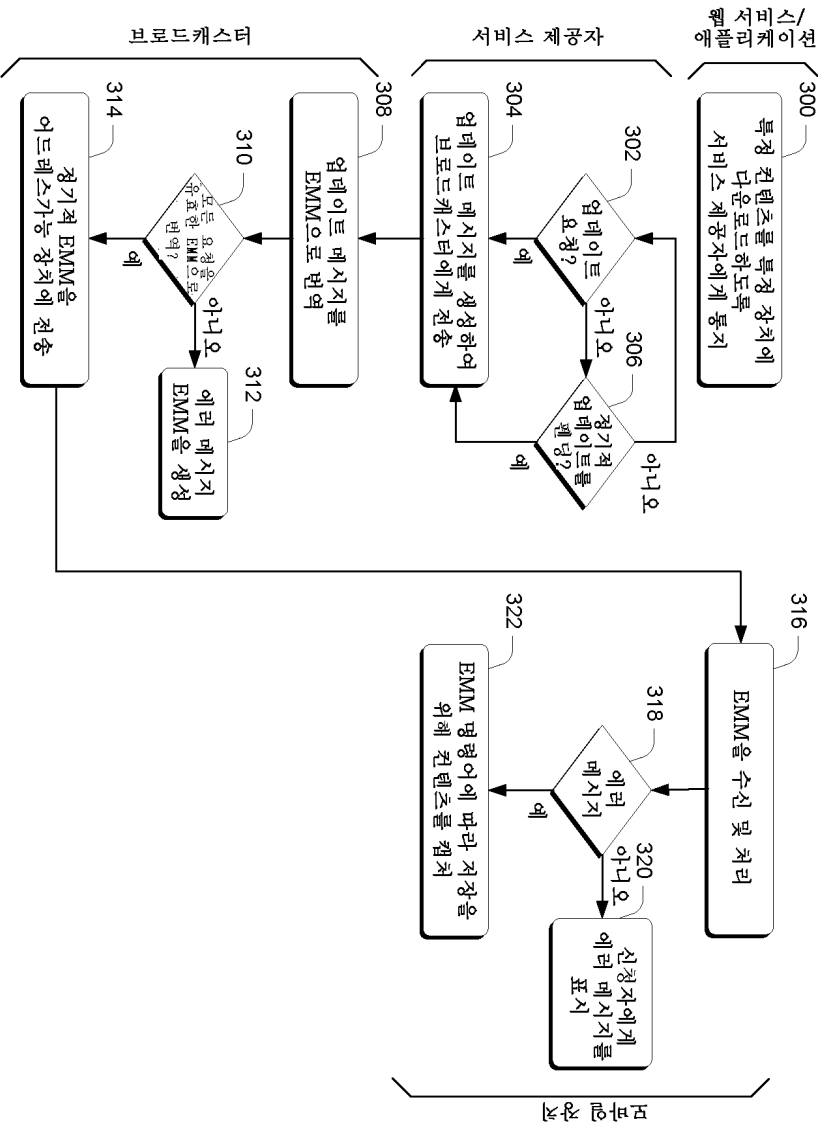 웹 서비스/
애플리케이션
300
특정 컨텐츠를 특정 장치에
다운로드하도록
서비스 제공자에게 통지
서비스 제공자
302
업데이트
요청?
예
아니오
304
업데이트 메시지를 생성하여
브로드캐스터에게 전송
306
정기적
업데이트를
펜딩?
예
아니오
브로드캐스터
308
업데이트 메시지를
EMM으로 번역
310
모든 요청을
유효한 EMM으로
번역?
예
아니오
312
에러 메시지
EMM을 생성
314
정기적 EMM을
어드레스가능 장치에 전송
모바일 장치
316
EMM을 수신 및 처리
318
에러
메시지
예
아니오
320
신청자에게
에러 메시지를
표시
322
EMM 명령어에 따라 저장을
위해 컨텐츠를 캡처